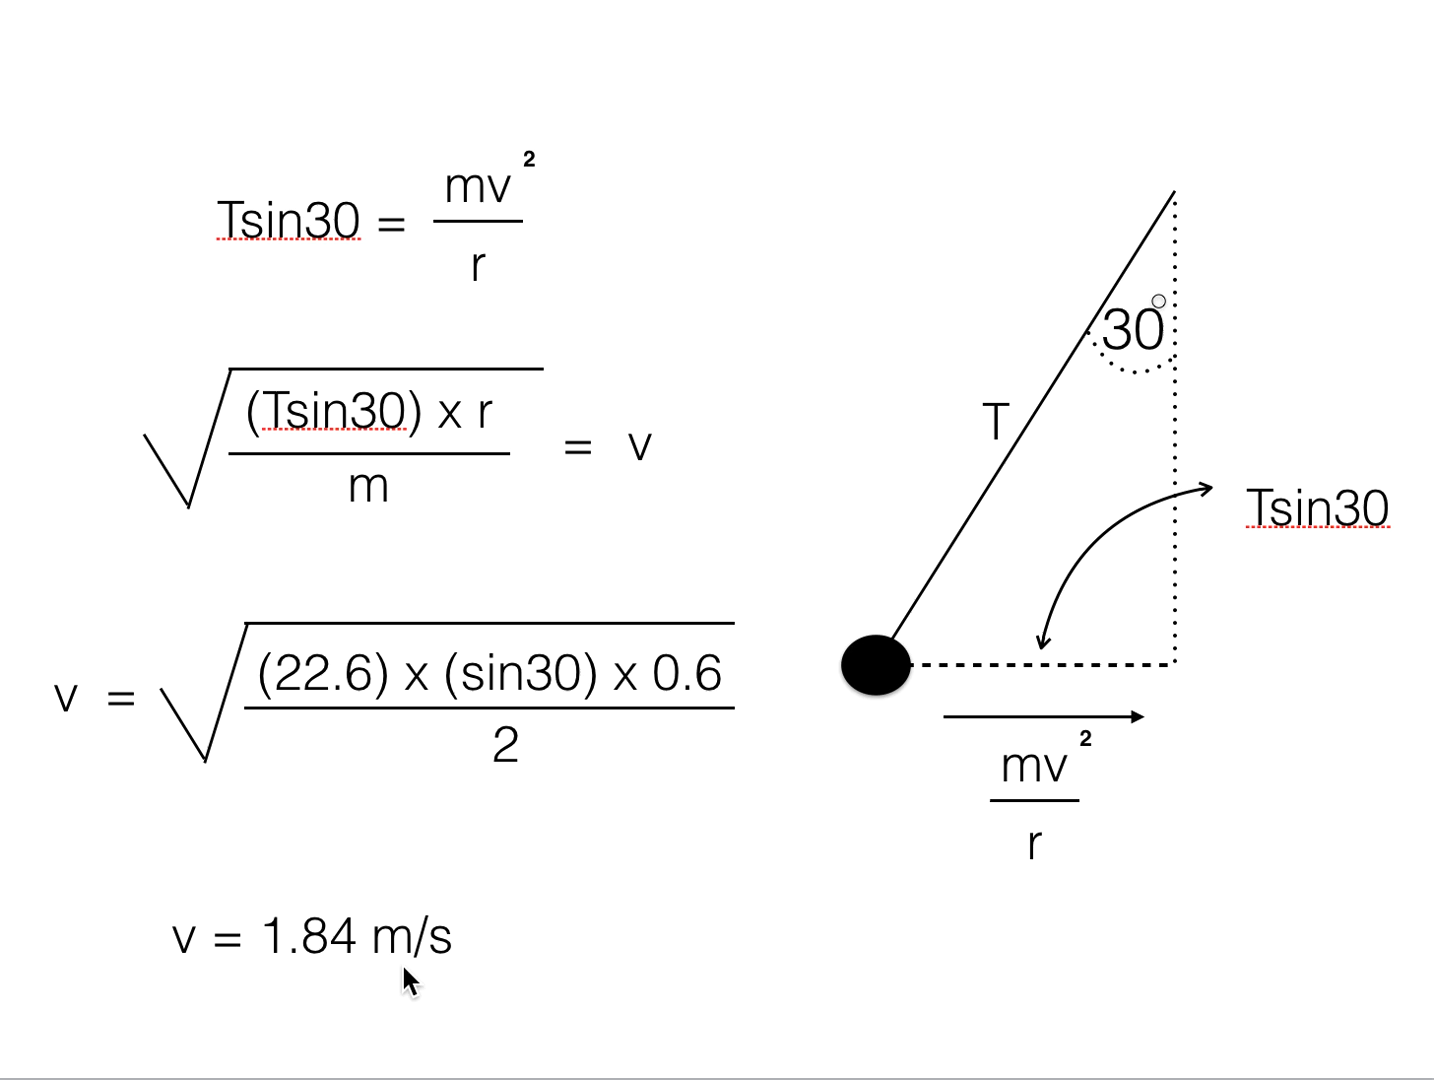 Tsin30 = mv²
r
√(Tsin30) x r = v
m
v = √(22.6) x (sin30) x 0.6
2
v = 1.84 m/s
30°
T
Tsin30
mv²
r